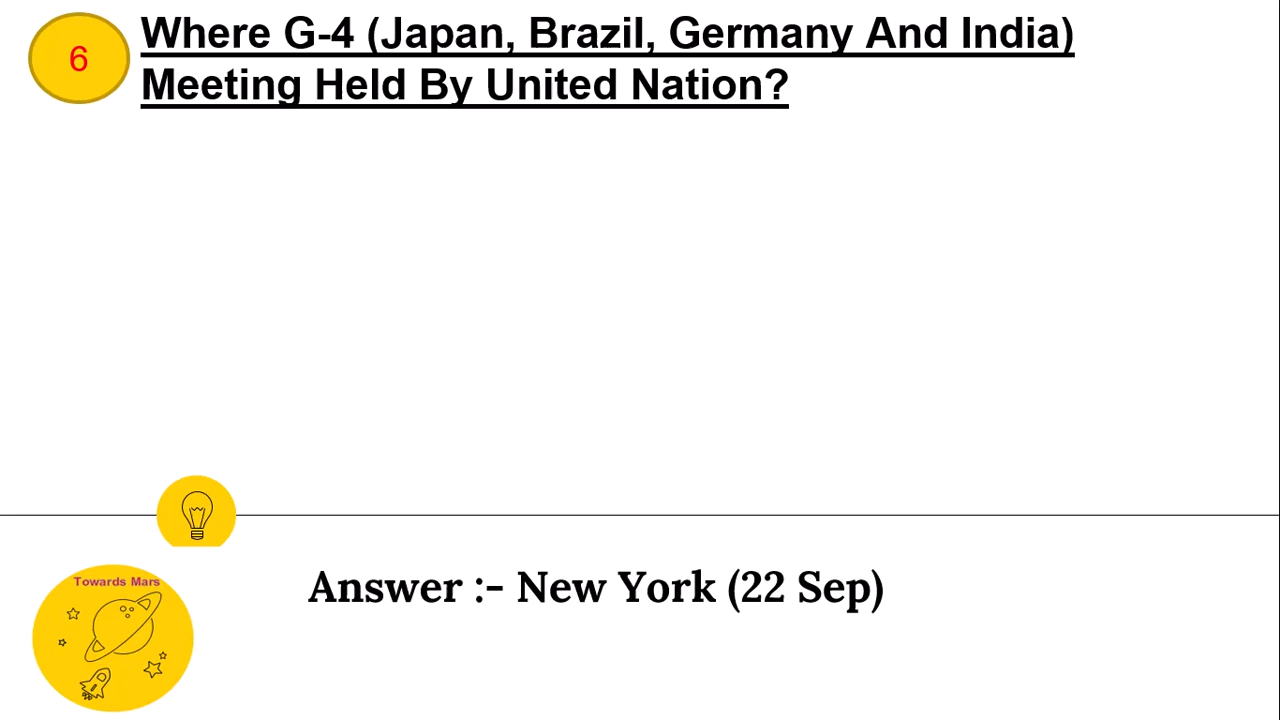 6
Where G-4 (Japan, Brazil, Germany And India)
Meeting Held By United Nation?
Towards Mars
Answer :- New York (22 Sep)